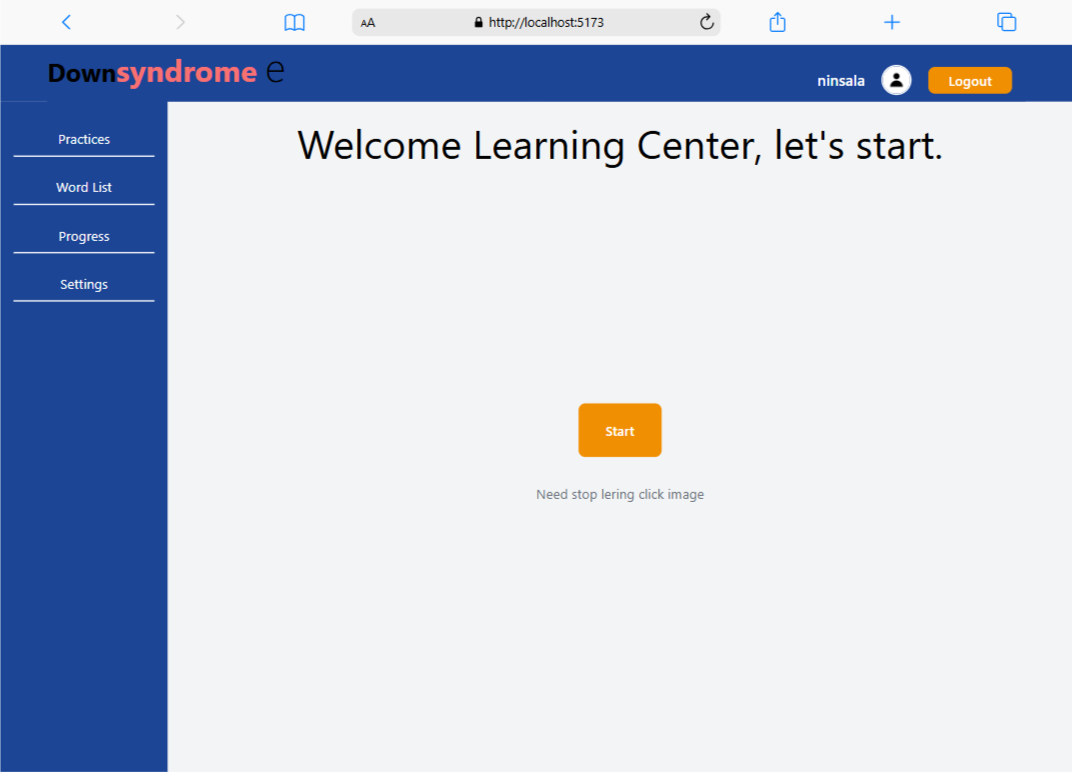 AA http://localhost:5173
Downsyndrome e
ninsala Logout
Practices
Word List
Progress
Settings
Welcome Learning Center, let's start.
Start
Need stop lering click image